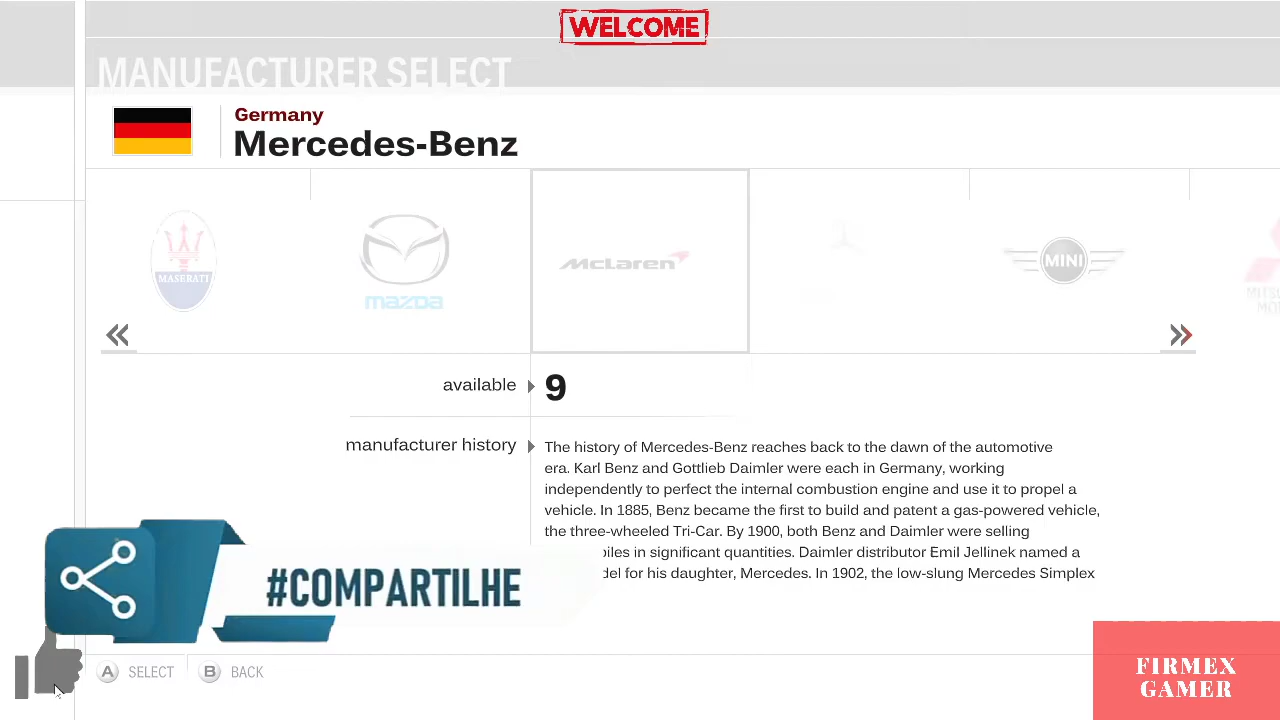 WELCOME
MANUFACTURER SELECT
Germany
Mercedes-Benz
MASERATI
mazda
McLaren
MINI
available
9
manufacturer history
The history of Mercedes-Benz reaches back to the dawn of the automotive
era. Karl Benz and Gottlieb Daimler were each in Germany, working
independently to perfect the internal combustion engine and use it to propel a
vehicle. In 1885, Benz became the first to build and patent a gas-powered vehicle,
the three-wheeled Tri-Car. By 1900, both Benz and Daimler were selling
in significant quantities. Daimler distributor Emil Jellinek named a
for his daughter, Mercedes. In 1902, the low-slung Mercedes Simplex
#COMPARTILHE
A SELECT B BACK
FIRMEX
GAMER